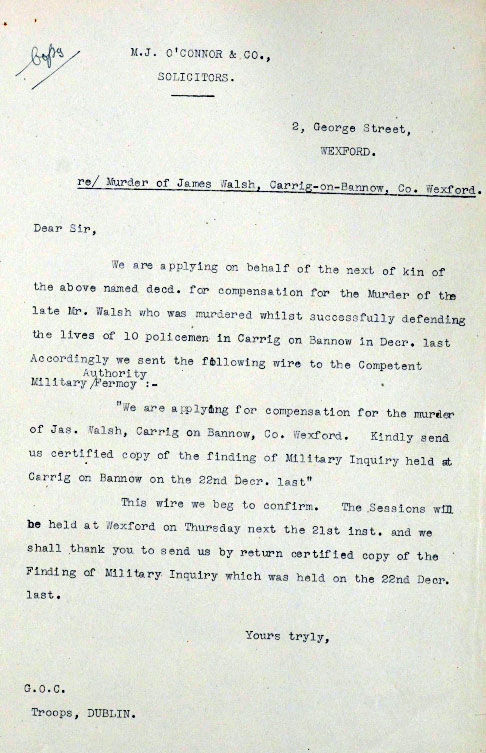 Copy
M.J. O'CONNOR & CO.,
SOLICITORS.
2, George Street,
WEXFORD.
re/ Murder of James Walsh, Carrig-on-Bannow, Co. Wexford.
Dear Sir,
We are applying on behalf of the next of kin of
the above named decd. for compensation for the Murder of the
late Mr. Walsh who was murdered whilst successfully defending
the lives of 10 policemen in Carrig on Bannow in Decr. last
Accordingly we sent the following wire to the Competent
Authority
Military/Fermoy :-
"We are applying for compensation for the murder
of Jas. Walsh, Carrig on Bannow, Co. Wexford. Kindly send
us certified copy of the finding of Military Inquiry held at
Carrig on Bannow on the 22nd Decr. last"
This wire we beg to confirm. The Sessions will
be held at Wexford on Thursday next the 21st inst. and we
shall thank you to send us by return certified copy of the
Finding of Military Inquiry which was held on the 22nd Decr.
last.
Yours tryly,
G.O.C.
Troops, DUBLIN.